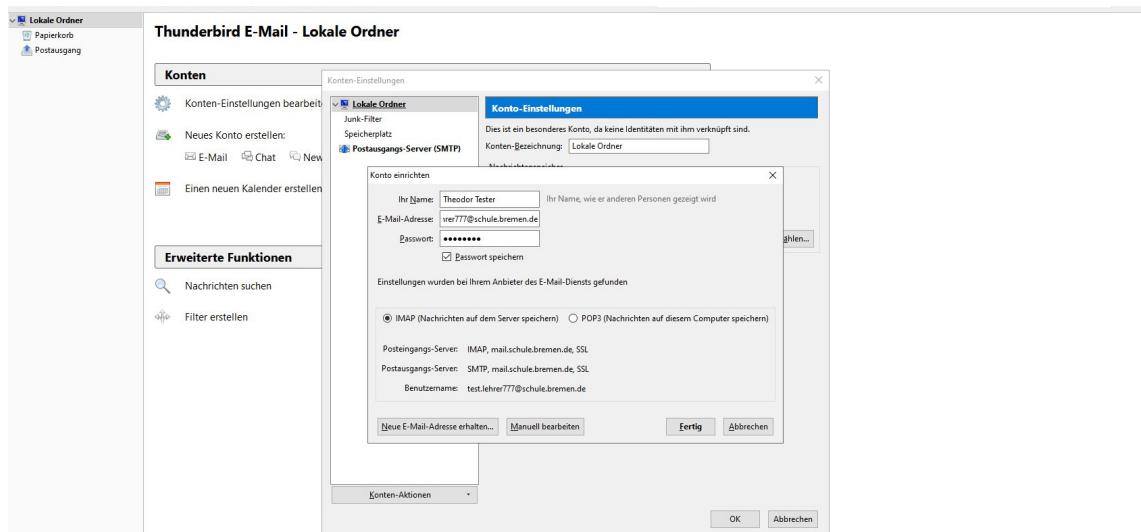 Lokale Ordner
Papierkorb
Postausgang
Thunderbird E-Mail - Lokale Ordner
Konten
Konten-Einstellungen bearbeit
Neues Konto erstellen:
E-Mail Chat New
Einen neuen Kalender erstellen
Erweiterte Funktionen
Nachrichten suchen
Filter erstellen
Konten-Einstellungen
Lokale Ordner
Junk-Filter
Speicherplatz
Postausgangs-Server (SMTP)
Konto-Einstellungen
Dies ist ein besonderes Konto, da keine Identitäten mit ihm verknüpft sind.
Konten-Bezeichnung: Lokale Ordner
ählen...
Konto einrichten
Ihr Name: Theodor Tester Ihr Name, wie er anderen Personen gezeigt wird
E-Mail-Adresse: rer777@schule.bremen.de
Passwort: ••••••••
Passwort speichern
Einstellungen wurden bei Ihrem Anbieter des E-Mail-Diensts gefunden
IMAP (Nachrichten auf dem Server speichern) POP3 (Nachrichten auf diesem Computer speichern)
Posteingangs-Server: IMAP, mail.schule.bremen.de, SSL
Postausgangs-Server: SMTP, mail.schule.bremen.de, SSL
Benutzername: test.lehrer777@schule.bremen.de
Neue E-Mail-Adresse erhalten... Manuell bearbeiten Fertig Abbrechen
Konten-Aktionen
OK Abbrechen